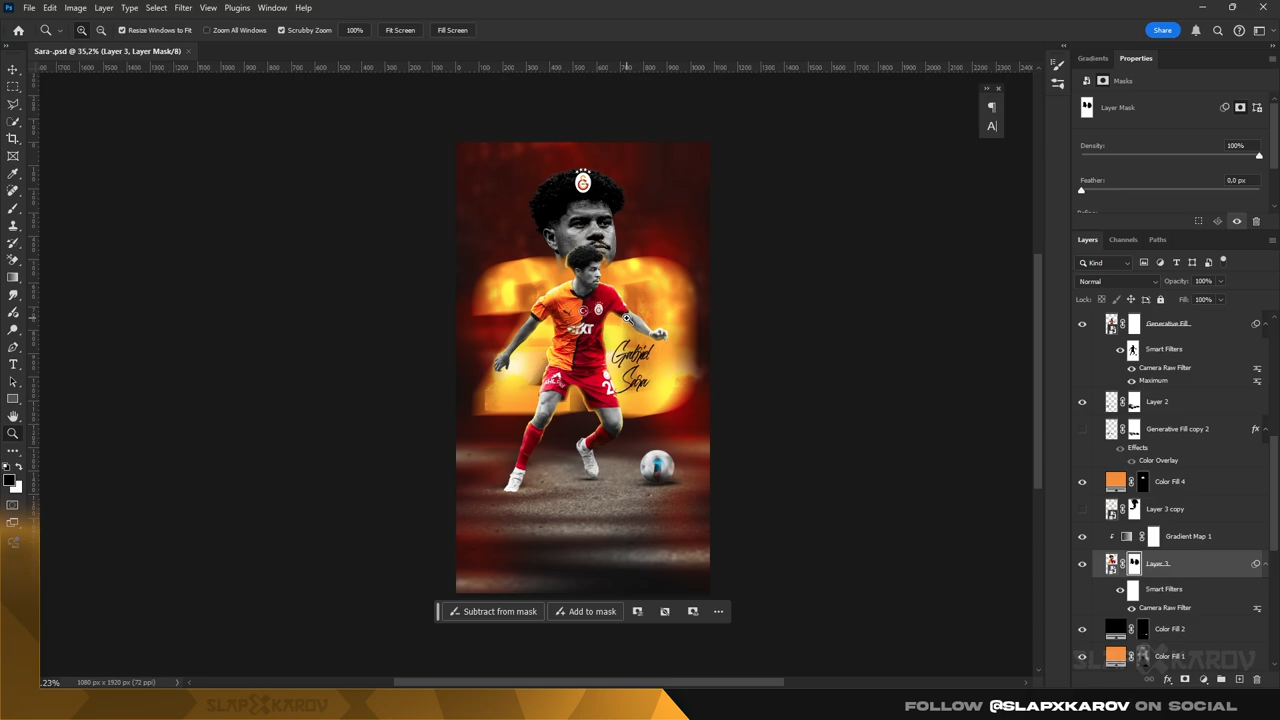 File Edit Image Layer Type Select Filter View Plugins Window Help
Resize Windows to Fit Zoom All Windows Scrubby Zoom 100% Fit Screen Fill Screen Share
Sara-.psd @ 35,2% (Layer 3, Layer Mask/8)
Gradients Properties
Masks
Layer Mask
Density: 100%
Feather: 0,0 px
Layers Channels Paths
Kind
Normal Opacity: 100%
Lock: Fill: 100%
Generative Fill
Smart Filters
Camera Raw Filter
Maximum
Layer 2
Generative Fill copy 2 fx
Effects
Color Overlay
Color Fill 4
Layer 3 copy
Gradient Map 1
Layer 3
Smart Filters
Camera Raw Filter
Color Fill 2
Color Fill 1
Gabriel
Sara
Subtract from mask Add to mask
1080 px x 1920 px (72 ppi)
SLAPXKAROV
SLAPXKAROV
FOLLOW @SLAPXKAROV ON SOCIAL